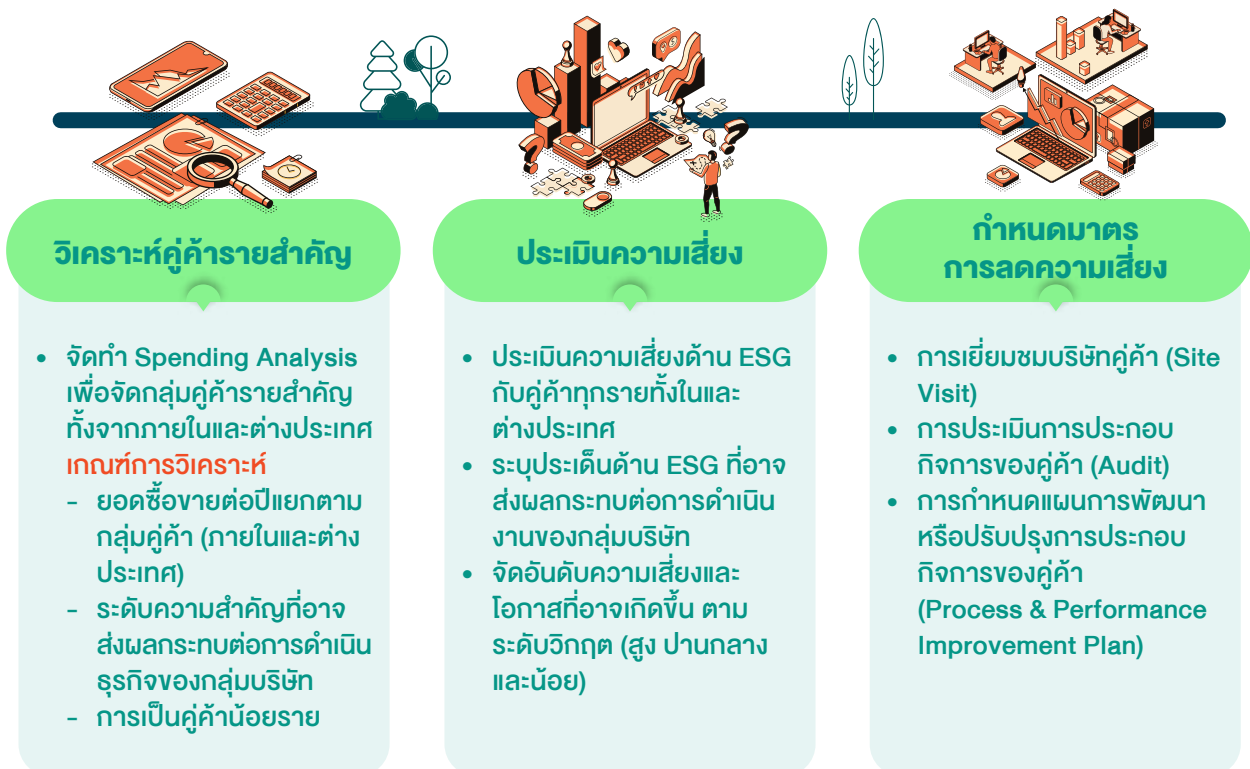 วิเคราะห์คู่ค้ารายสำคัญ
• จัดทำ Spending Analysis
เพื่อจัดกลุ่มคู่ค้ารายสำคัญ
ทั้งจากภายในและต่างประเทศ
เกณฑ์การวิเคราะห์
- ยอดซื้อขายต่อปีแยกตาม
กลุ่มคู่ค้า (ภายในและต่าง
ประเทศ)
- ระดับความสำคัญที่อาจ
ส่งผลกระทบต่อการดำเนิน
ธุรกิจของกลุ่มบริษัท
- การเป็นคู่ค้าน้อยราย
ประเมินความเสี่ยง
• ประเมินความเสี่ยงด้าน ESG
กับคู่ค้าทุกรายทั้งในและ
ต่างประเทศ
• ระบุประเด็นด้าน ESG ที่อาจ
ส่งผลกระทบต่อการดำเนิน
งานของกลุ่มบริษัท
• จัดอันดับความเสี่ยงและ
โอกาสที่อาจเกิดขึ้น ตาม
ระดับวิกฤต (สูง ปานกลาง
และน้อย)
กำหนดมาตร
การลดความเสี่ยง
• การเยี่ยมชมบริษัทคู่ค้า (Site
Visit)
• การประเมินการประกอบ
กิจการของคู่ค้า (Audit)
• การกำหนดแผนการพัฒนา
หรือปรับปรุงการประกอบ
กิจการของคู่ค้า
(Process & Performance
Improvement Plan)